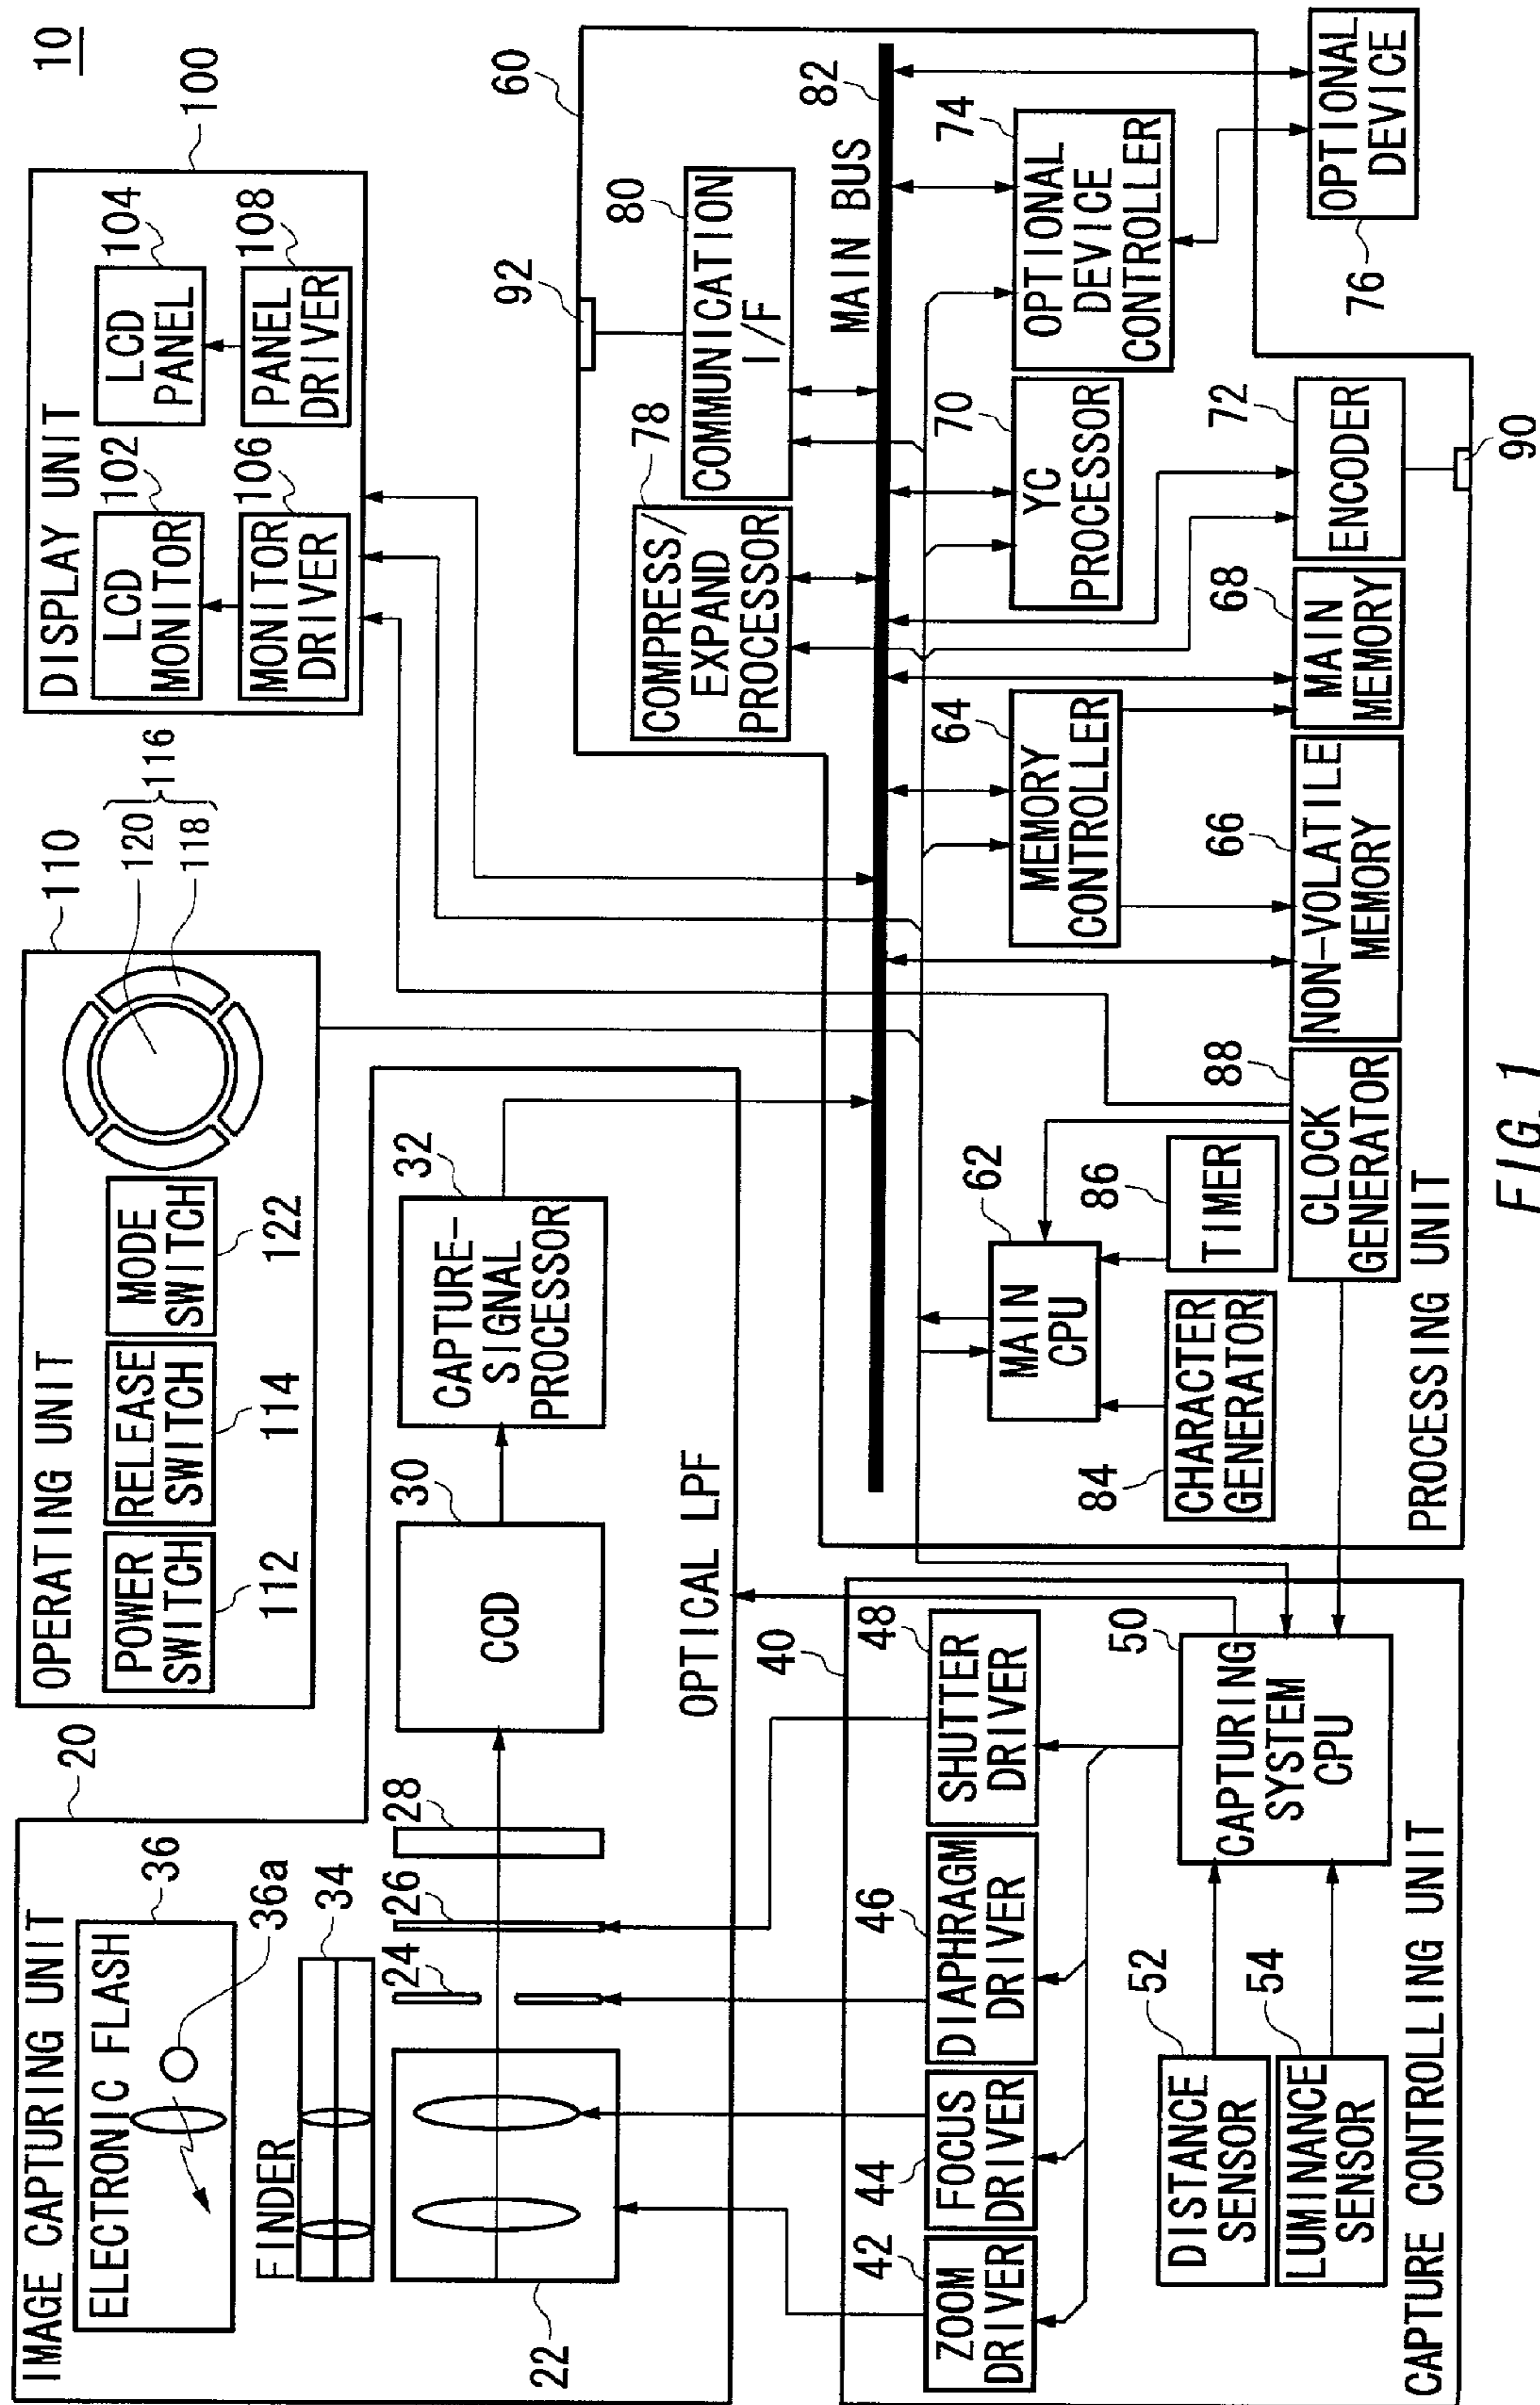 10
IMAGE CAPTURING UNIT
20
ELECTRONIC FLASH
36
36a
FINDER
34
22
24
26
28
30
CCD
32
CAPTURE-
SIGNAL
PROCESSOR
OPTICAL LPF
OPERATING UNIT
110
POWER
SWITCH
112
RELEASE
SWITCH
114
MODE
SWITCH
122
120
118
116
DISPLAY UNIT
100
LCD
MONITOR
102
LCD
PANEL
104
MONITOR
DRIVER
106
PANEL
DRIVER
108
40
ZOOM
DRIVER
42
FOCUS
DRIVER
44
DIAPHRAGM
DRIVER
46
SHUTTER
DRIVER
48
CAPTURING
SYSTEM
CPU
50
DISTANCE
SENSOR
52
LUMINANCE
SENSOR
54
CAPTURE CONTROLLING UNIT
60
COMPRESS/
EXPAND
PROCESSOR
78
COMMUNICATION
I/F
80
92
MAIN BUS
82
MAIN
CPU
62
MEMORY
CONTROLLER
64
YC
PROCESSOR
70
OPTIONAL
DEVICE
CONTROLLER
74
CHARACTER
GENERATOR
84
TIMER
86
CLOCK
GENERATOR
88
NON-VOLATILE
MEMORY
66
MAIN
MEMORY
68
ENCODER
72
90
OPTIONAL
DEVICE
76
PROCESSING UNIT
FIG. 1